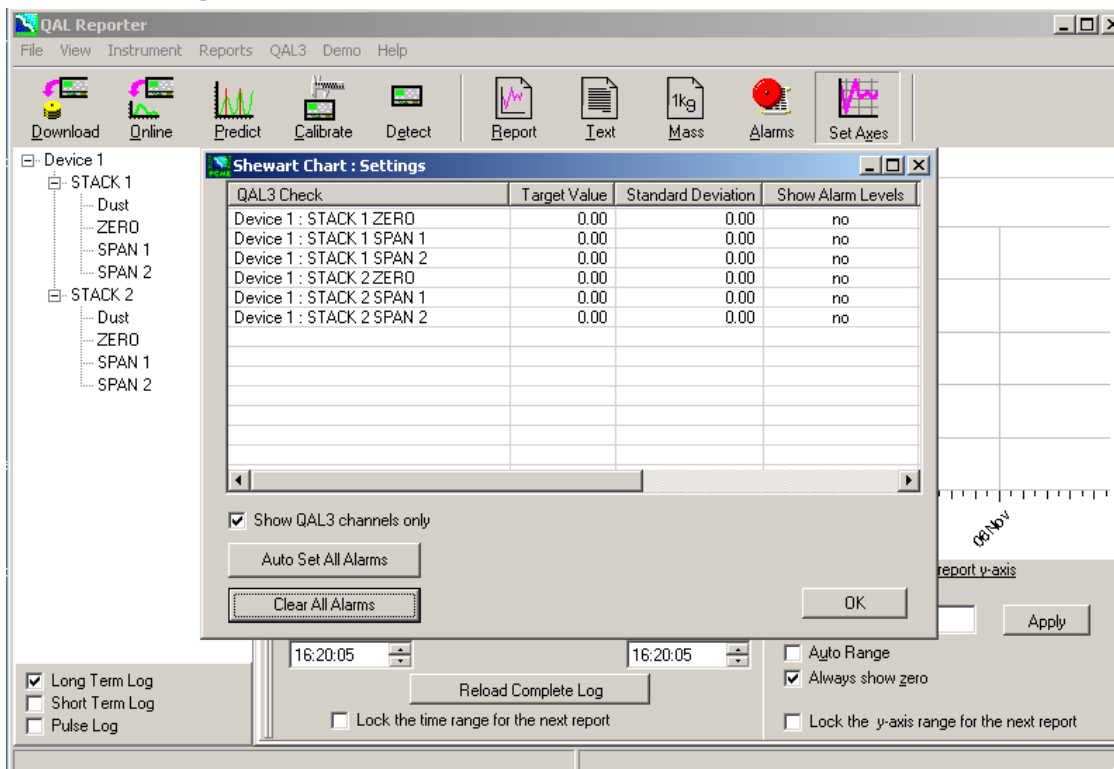 QAL Reporter
File View Instrument Reports QAL3 Demo Help
Download Online Predict Calibrate Detect Report Text Mass Alarms Set Axes
1kg
Device 1
STACK 1
Dust
ZERO
SPAN 1
SPAN 2
STACK 2
Dust
ZERO
SPAN 1
SPAN 2
PCME
Shewart Chart : Settings
QAL3 Check Target Value Standard Deviation Show Alarm Levels
Device 1 : STACK 1 ZERO 0.00 0.00 no
Device 1 : STACK 1 SPAN 1 0.00 0.00 no
Device 1 : STACK 1 SPAN 2 0.00 0.00 no
Device 1 : STACK 2 ZERO 0.00 0.00 no
Device 1 : STACK 2 SPAN 1 0.00 0.00 no
Device 1 : STACK 2 SPAN 2 0.00 0.00 no
Show QAL3 channels only
Auto Set All Alarms
Clear All Alarms
OK
06 Nov
report y-axis
Apply
16:20:05 16:20:05
Auto Range
Always show zero
Reload Complete Log
Lock the time range for the next report
Lock the y-axis range for the next report
Long Term Log
Short Term Log
Pulse Log